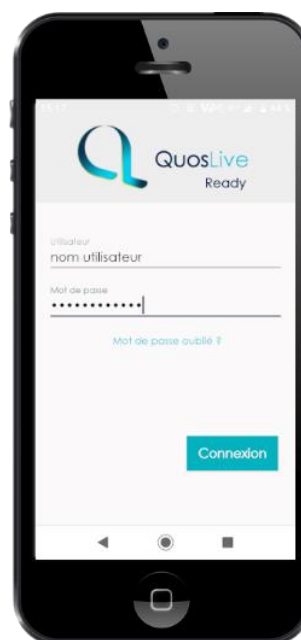 QuosLive
Ready
Utilisateur
nom utilisateur
Mot de passe
••••••••••••
Mot de passe oublié ?
Connexion